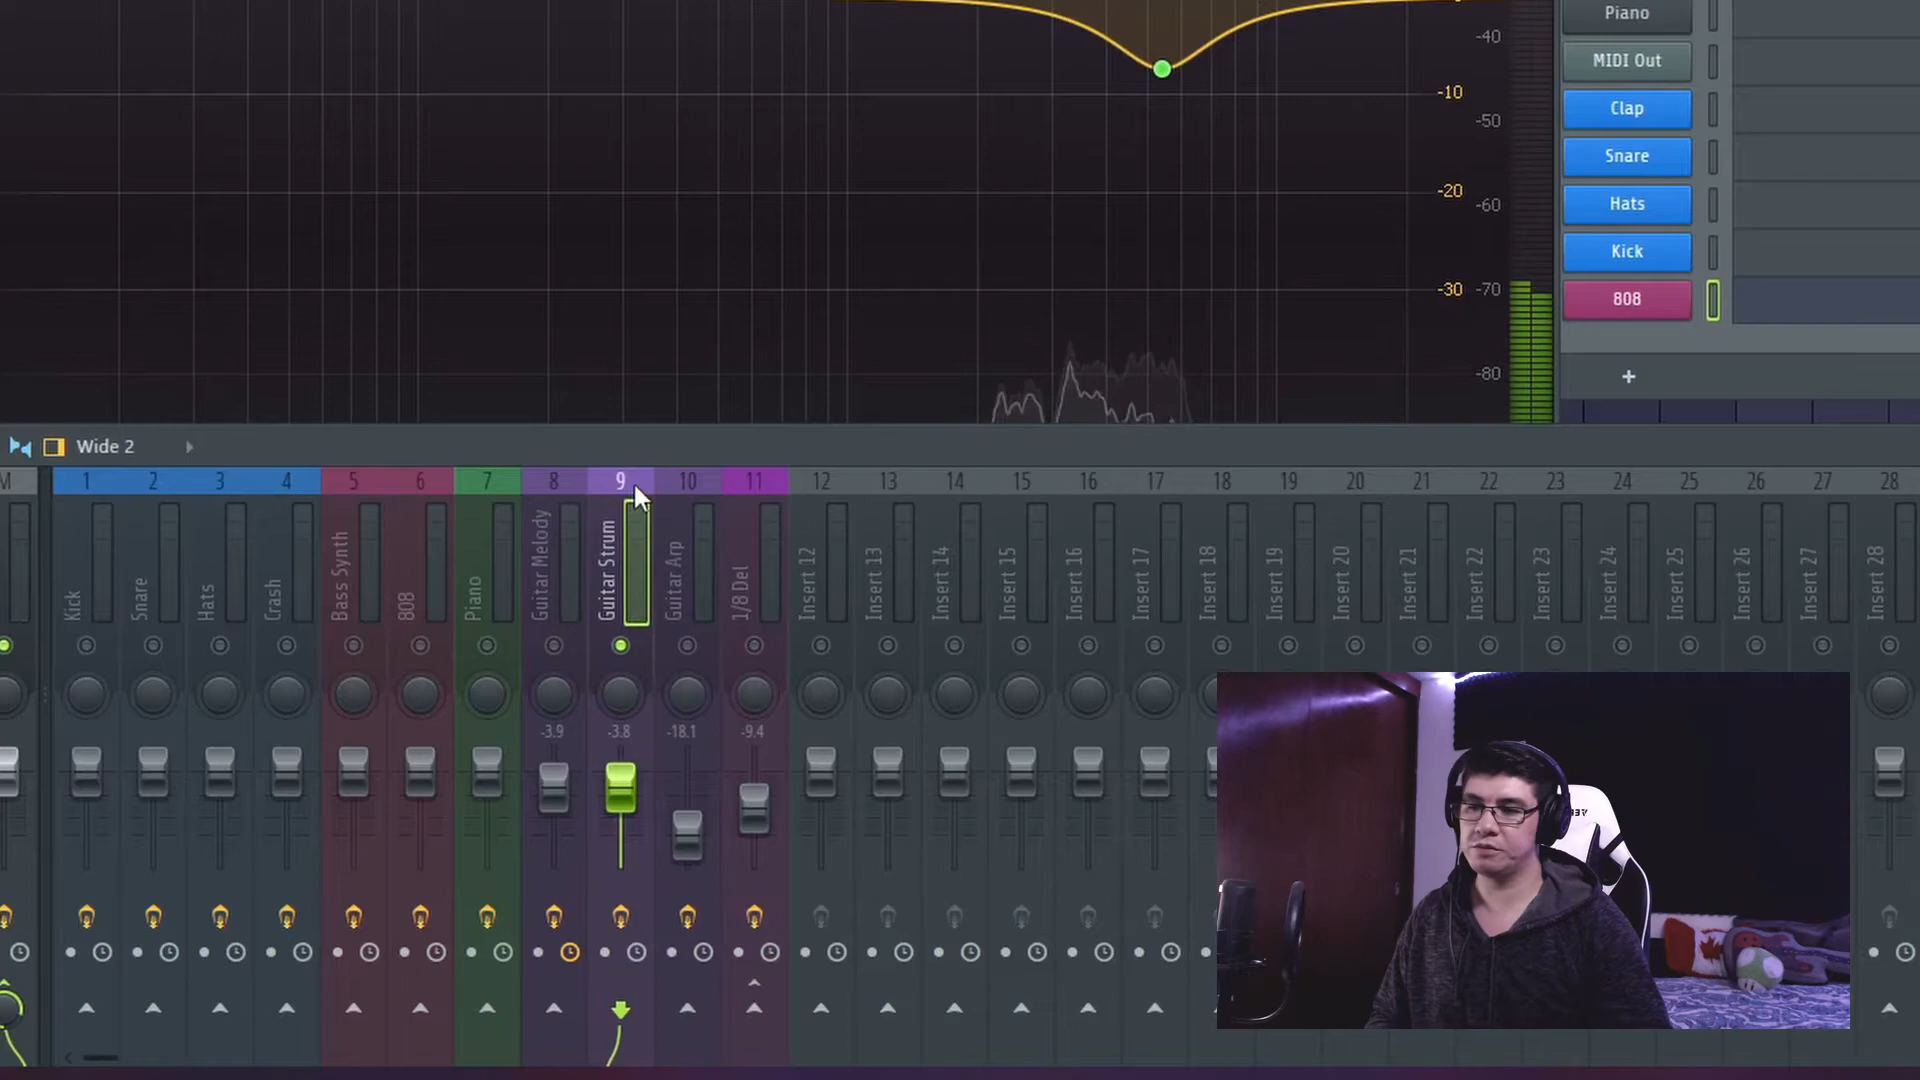 Piano
-40
MIDI Out
-10
Clap
-50
Snare
-20
-60
Hats
Kick
-30
-70
808
-80
+
Wide 2
M
1
2
3
4
5
6
7
8
9
10
11
12
13
14
15
16
17
18
19
20
21
22
23
24
25
26
27
28
Kick
Snare
Hats
Crash
Bass Synth
808
Piano
Guitar Melody
Guitar Strum
Guitar Arp
1/8 Del
Insert 12
Insert 13
Insert 14
Insert 15
Insert 16
Insert 17
Insert 18
Insert 19
Insert 20
Insert 21
Insert 22
Insert 23
Insert 24
Insert 25
Insert 26
Insert 27
Insert 28
-3.9
-3.8
-18.1
-9.4